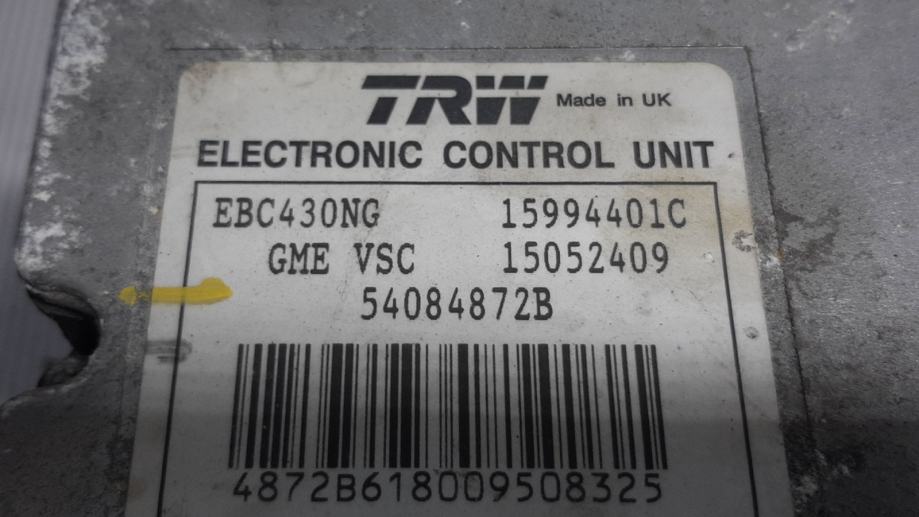 TRW Made in UK
ELECTRONIC CONTROL UNIT
EBC430NG 15994401C
GME VSC 15052409
54084872B
4872B618009508325